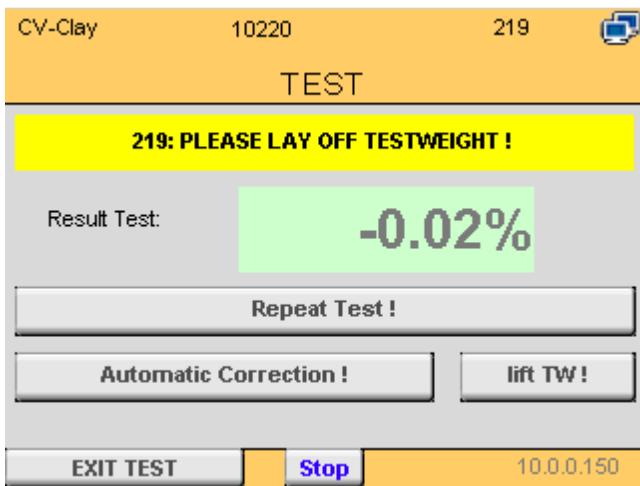 CV-Clay 10220 219
TEST
219: PLEASE LAY OFF TESTWEIGHT !
Result Test: -0.02%
Repeat Test !
Automatic Correction ! lift TW !
EXIT TEST Stop 10.0.0.150